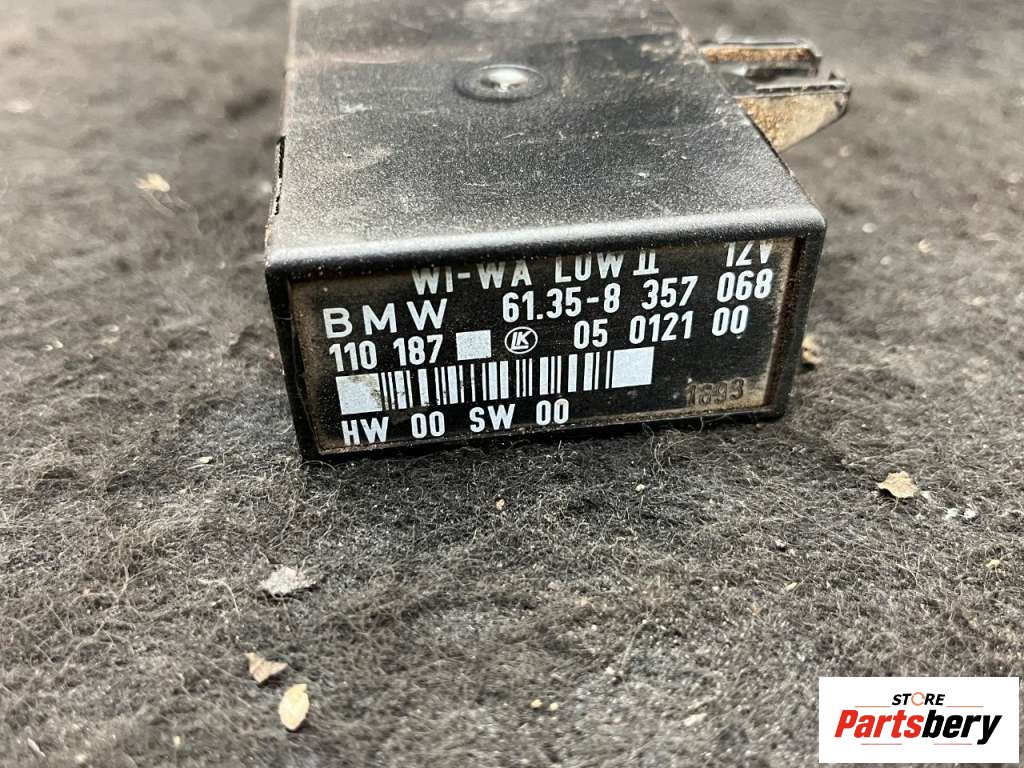 WI-WA LOW II 12V
BMW 61.35-8 357 068
110 187 LK 05 0121 00
1893
HW 00 SW 00
STORE
Partsbery